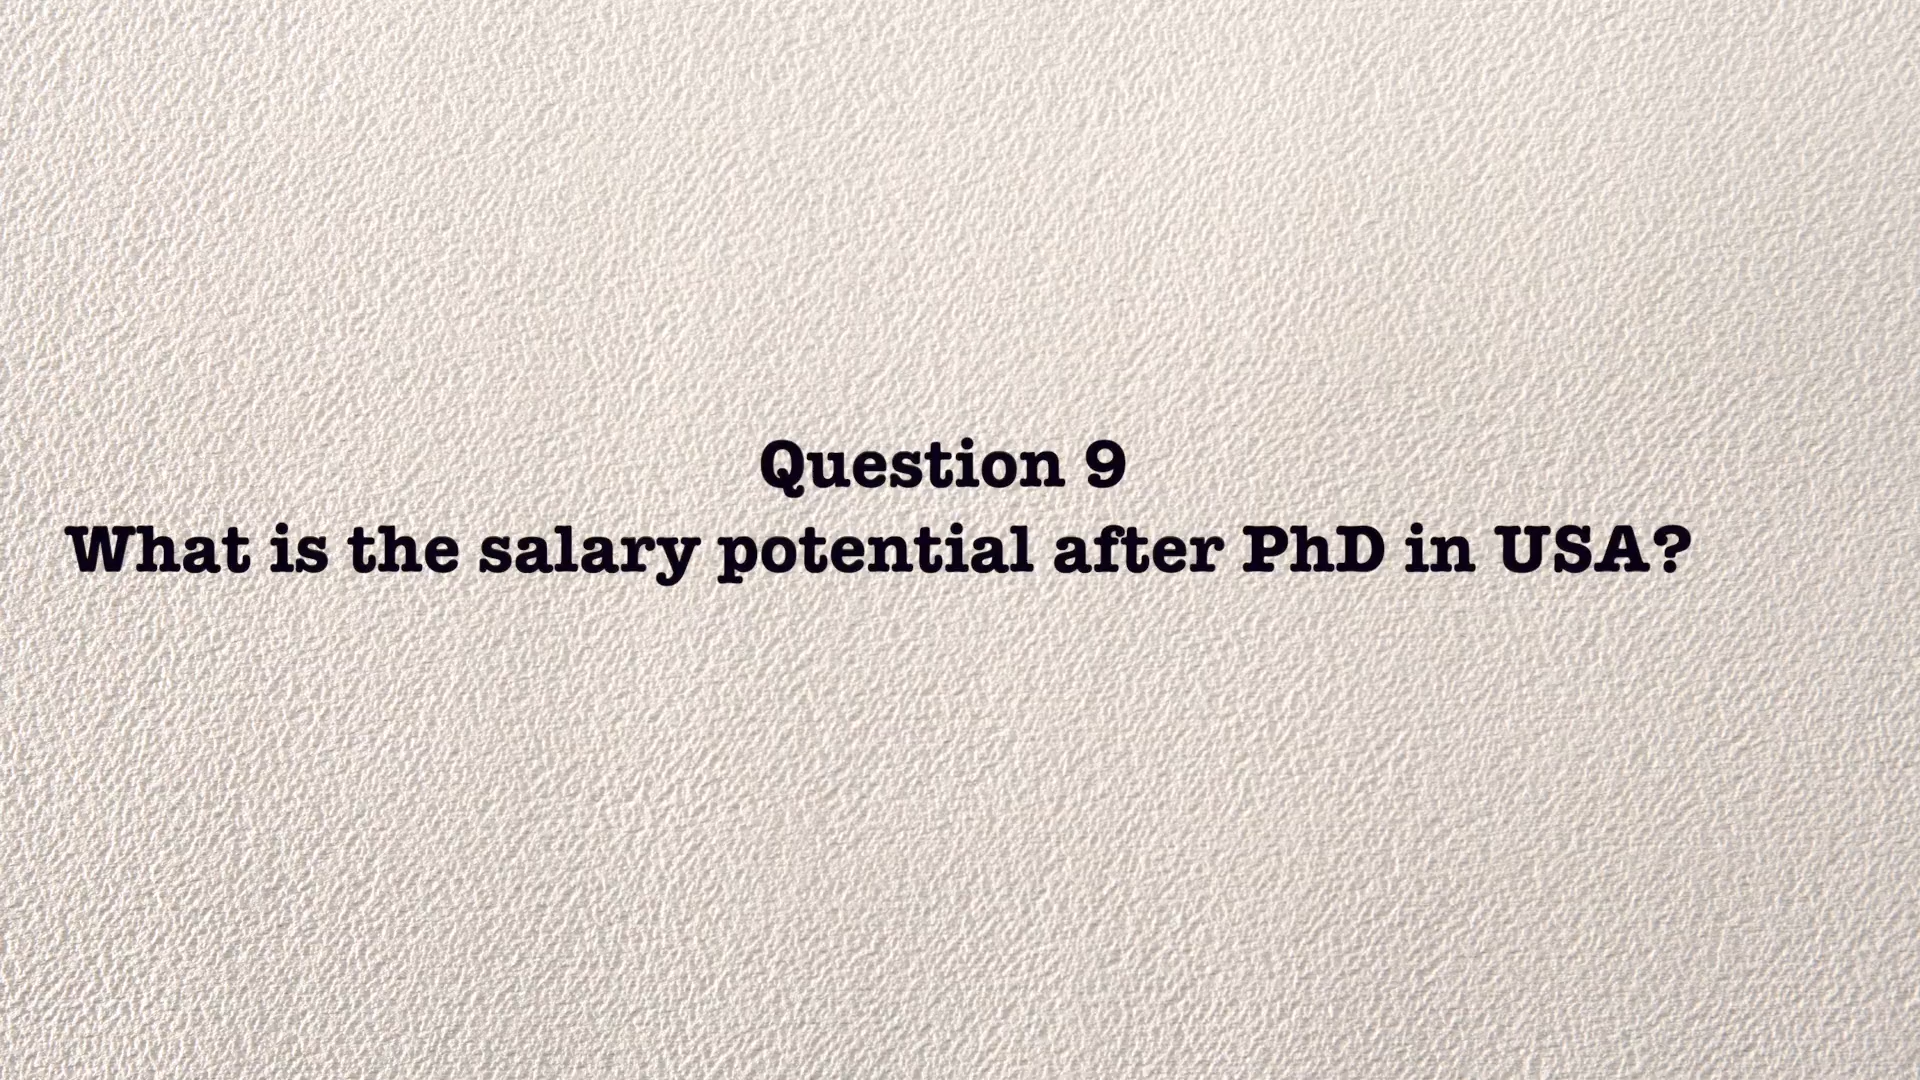 Question 9
What is the salary potential after PhD in USA?